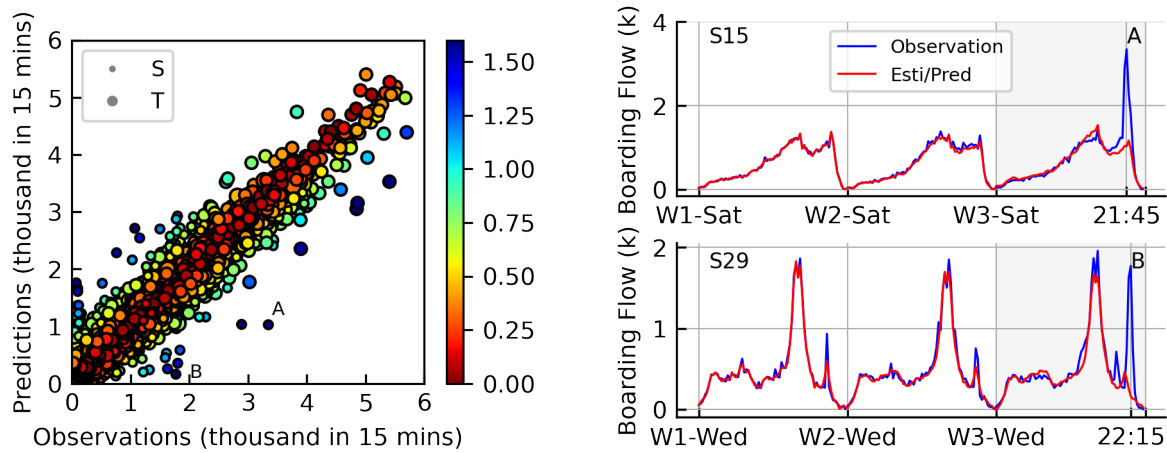 Predictions (thousand in 15 mins)
6
5
4
3
2
1
0
S
T
A
B
0 1 2 3 4 5 6
Observations (thousand in 15 mins)
1.50
1.25
1.00
0.75
0.50
0.25
0.00
Boarding Flow (k)
4
2
0
S15
Observation
Esti/Pred
A
W1-Sat W2-Sat W3-Sat 21:45
Boarding Flow (k)
2
1
0
S29
B
W1-Wed W2-Wed W3-Wed 22:15